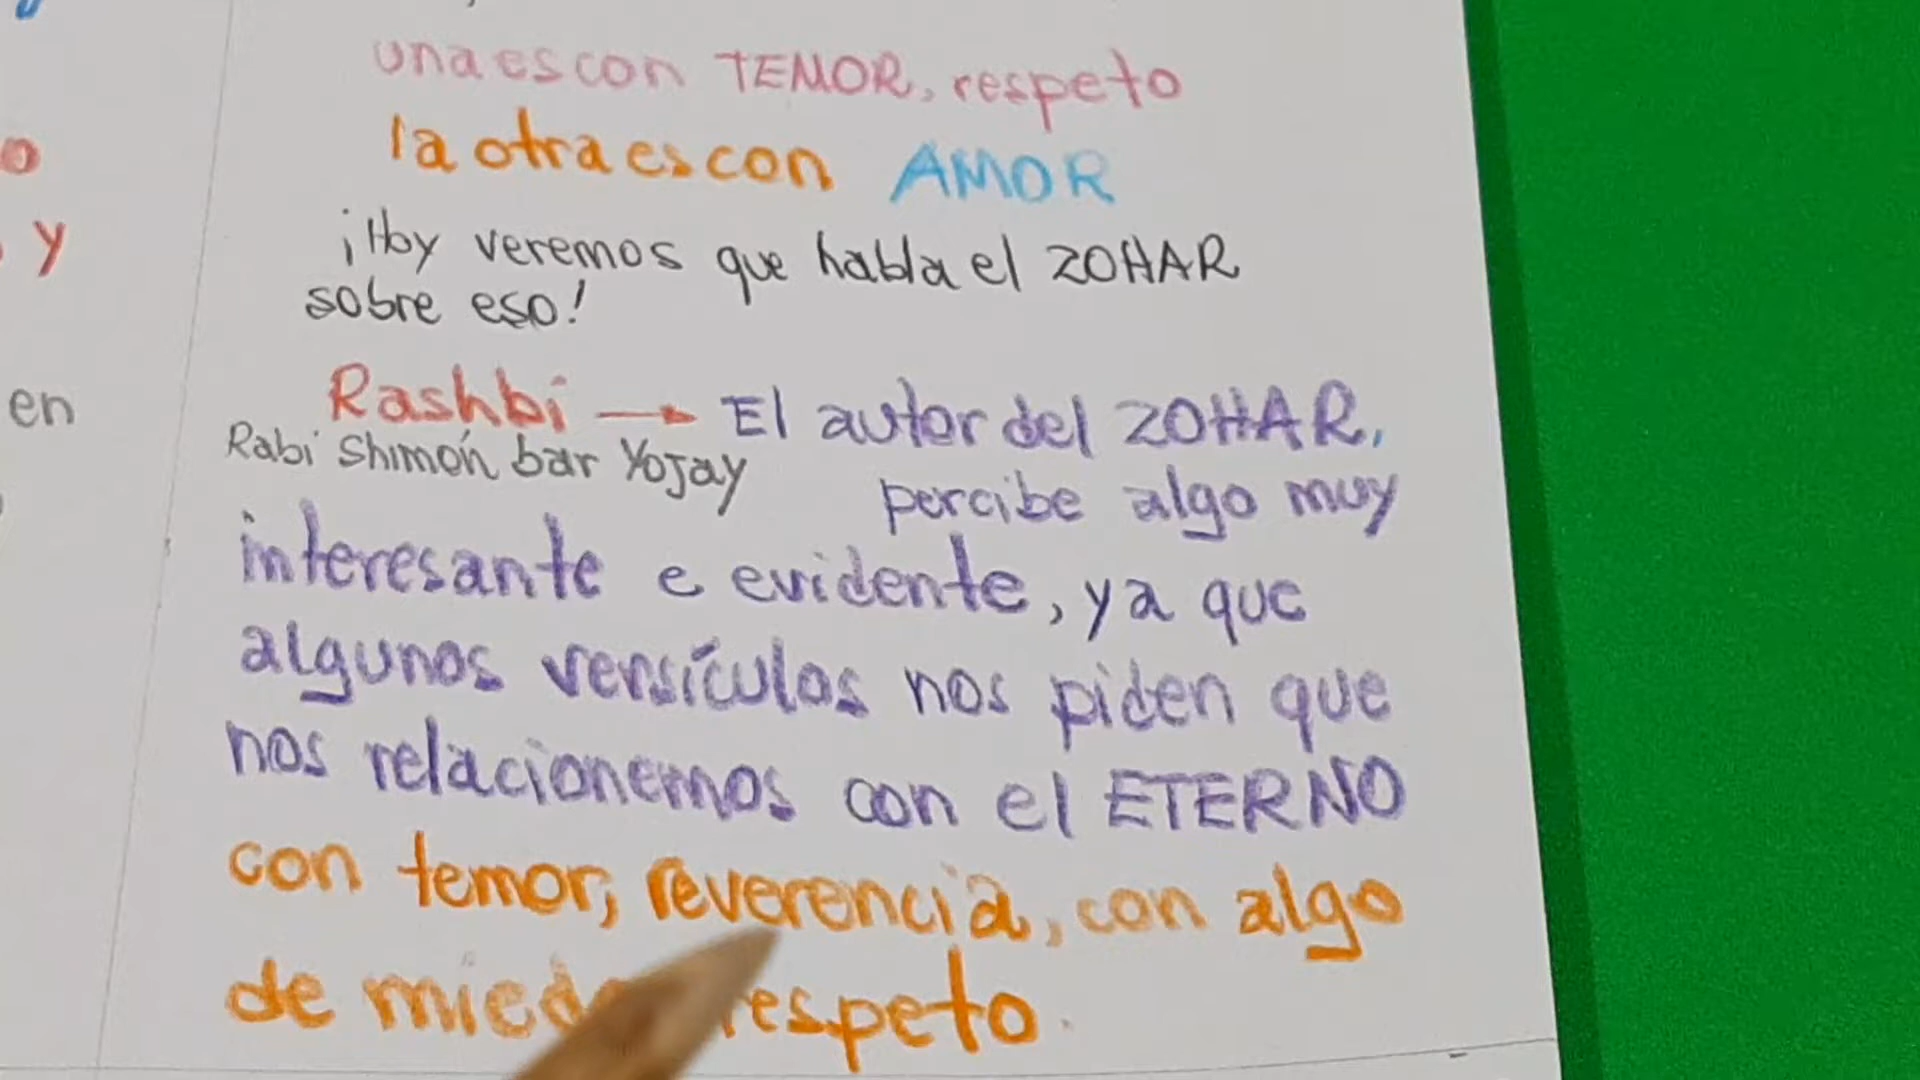 una es con TEMOR, respeto
la otra es con AMOR
¡Hoy veremos que habla el ZOHAR
sobre eso!
Rashbi → El autor del ZOHAR,
Rabi Shimón bar Yojay
percibe algo muy
interesante e evidente, ya que
algunos versículos nos piden que
nos relacionemos con el ETERNO
con temor, reverencia, con algo
de miedo respeto.
o
y
en